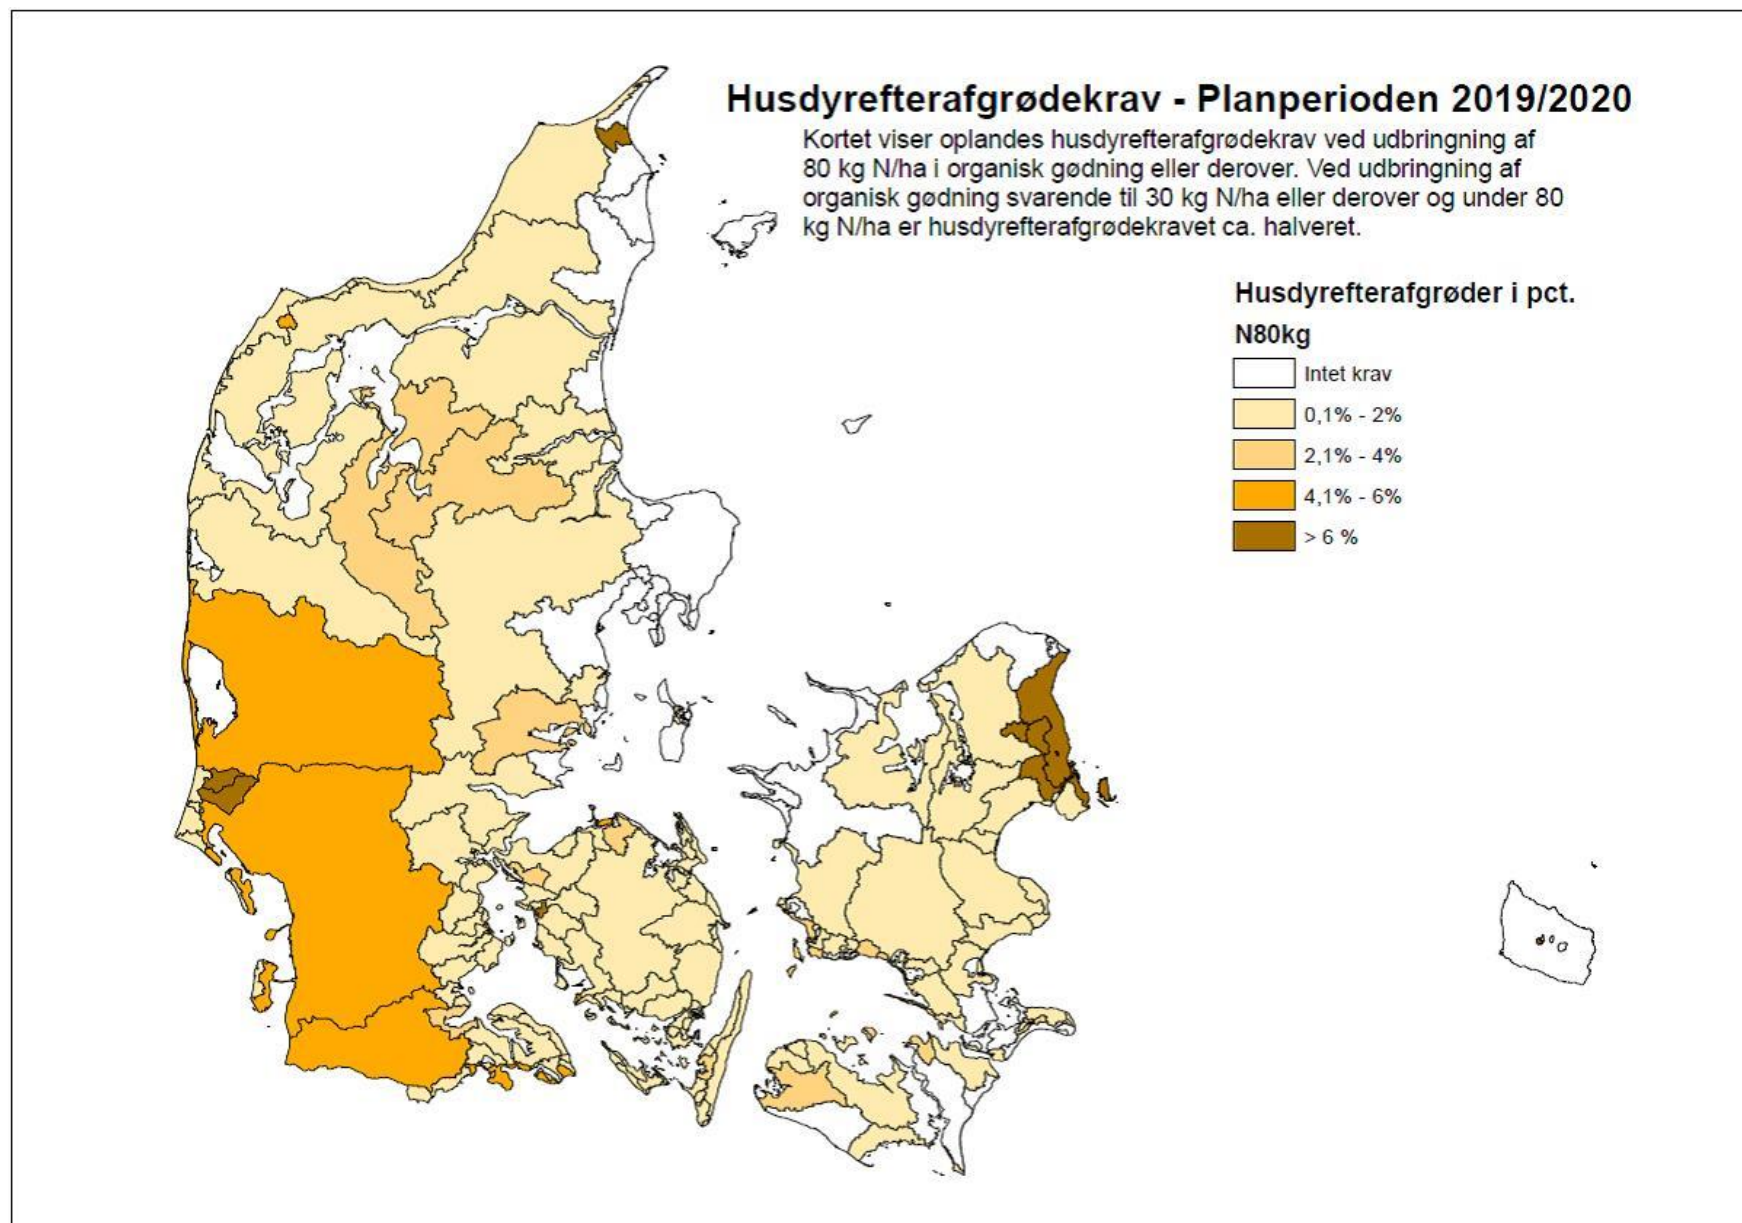 Husdyrefterafgrødekrav - Planperioden 2019/2020
Kortet viser oplandes husdyrefterafgrødekrav ved udbringning af
80 kg N/ha i organisk gødning eller derover. Ved udbringning af
organisk gødning svarende til 30 kg N/ha eller derover og under 80
kg N/ha er husdyrefterafgrødekravet ca. halveret.
Husdyrefterafgrøder i pct.
N80kg
Intet krav
0,1% - 2%
2,1% - 4%
4,1% - 6%
> 6 %